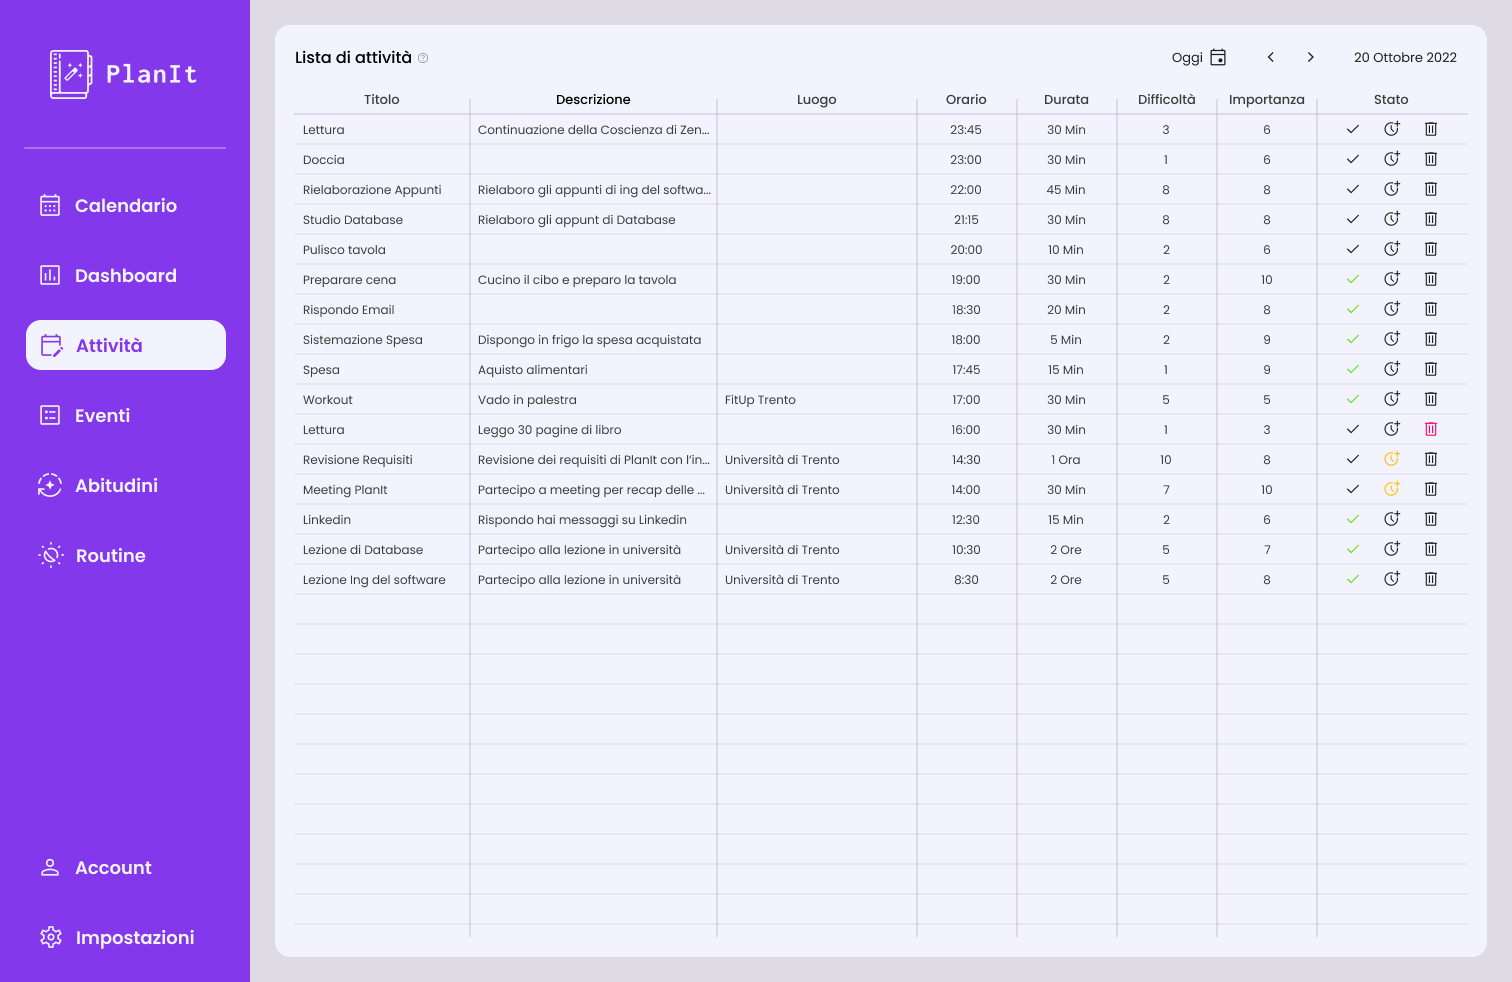 PlanIt
Calendario
Dashboard
Attività
Eventi
Abitudini
Routine
Account
Impostazioni
Lista di attività
Oggi 20 Ottobre 2022
Titolo Descrizione Luogo Orario Durata Difficoltà Importanza Stato
Lettura Continuazione della Coscienza di Zen... 23:45 30 Min 3 6
Doccia 23:00 30 Min 1 6
Rielaborazione Appunti Rielaboro gli appunti di ing del softwa... 22:00 45 Min 8 8
Studio Database Rielaboro gli appunt di Database 21:15 30 Min 8 8
Pulisco tavola 20:00 10 Min 2 6
Preparare cena Cucino il cibo e preparo la tavola 19:00 30 Min 2 10
Rispondo Email 18:30 20 Min 2 8
Sistemazione Spesa Dispongo in frigo la spesa acquistata 18:00 5 Min 2 9
Spesa Aquisto alimentari 17:45 15 Min 1 9
Workout Vado in palestra FitUp Trento 17:00 30 Min 5 5
Lettura Leggo 30 pagine di libro 16:00 30 Min 1 3
Revisione Requisiti Revisione dei requisiti di PlanIt con l'in... Università di Trento 14:30 1 Ora 10 8
Meeting PlanIt Partecipo a meeting per recap delle ... Università di Trento 14:00 30 Min 7 10
Linkedin Rispondo hai messaggi su Linkedin 12:30 15 Min 2 6
Lezione di Database Partecipo alla lezione in università Università di Trento 10:30 2 Ore 5 7
Lezione Ing del software Partecipo alla lezione in università Università di Trento 8:30 2 Ore 5 8